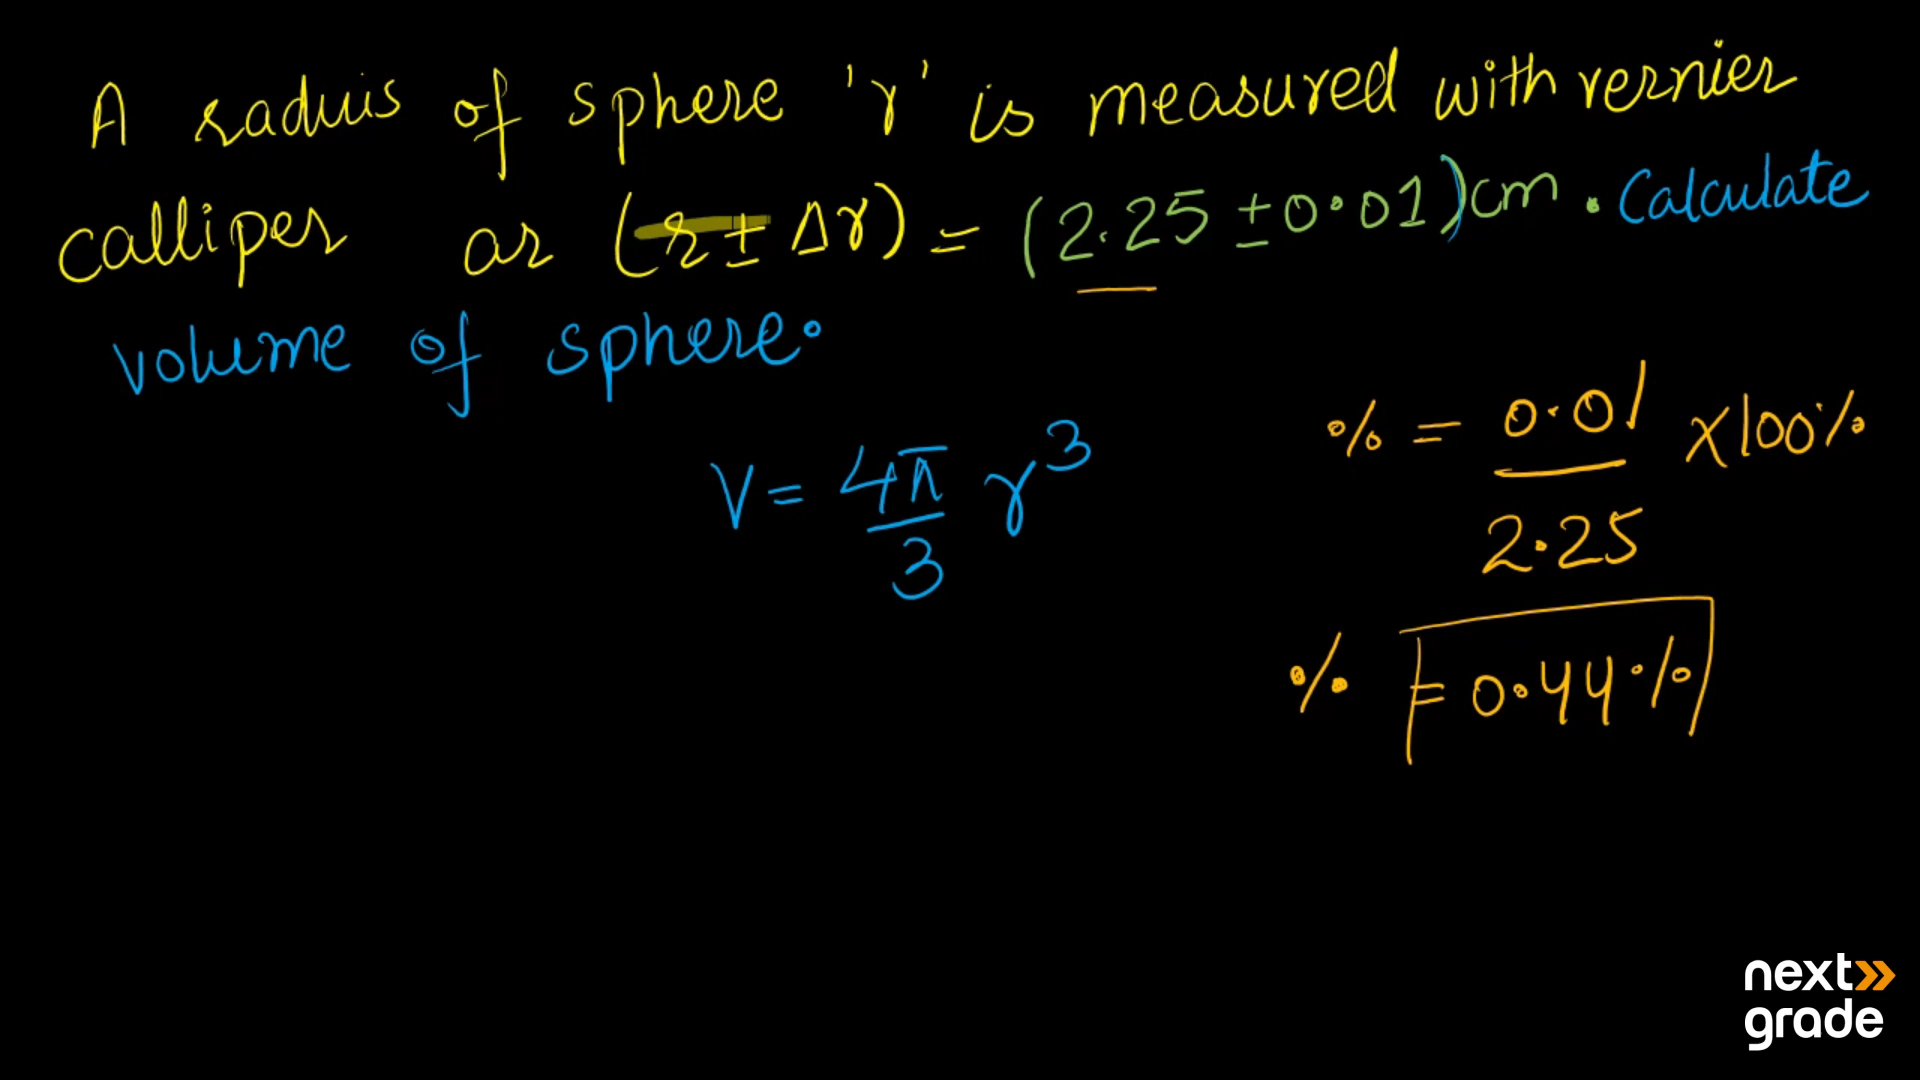 A radius of sphere 'r' is measured with vernier
calliper as (r ± Δr) = (2.25 ± 0.01) cm . Calculate
volume of sphere.
V = 4π/3 r³
% = 0.01/2.25 × 100%
% = 0.44%
next
grade